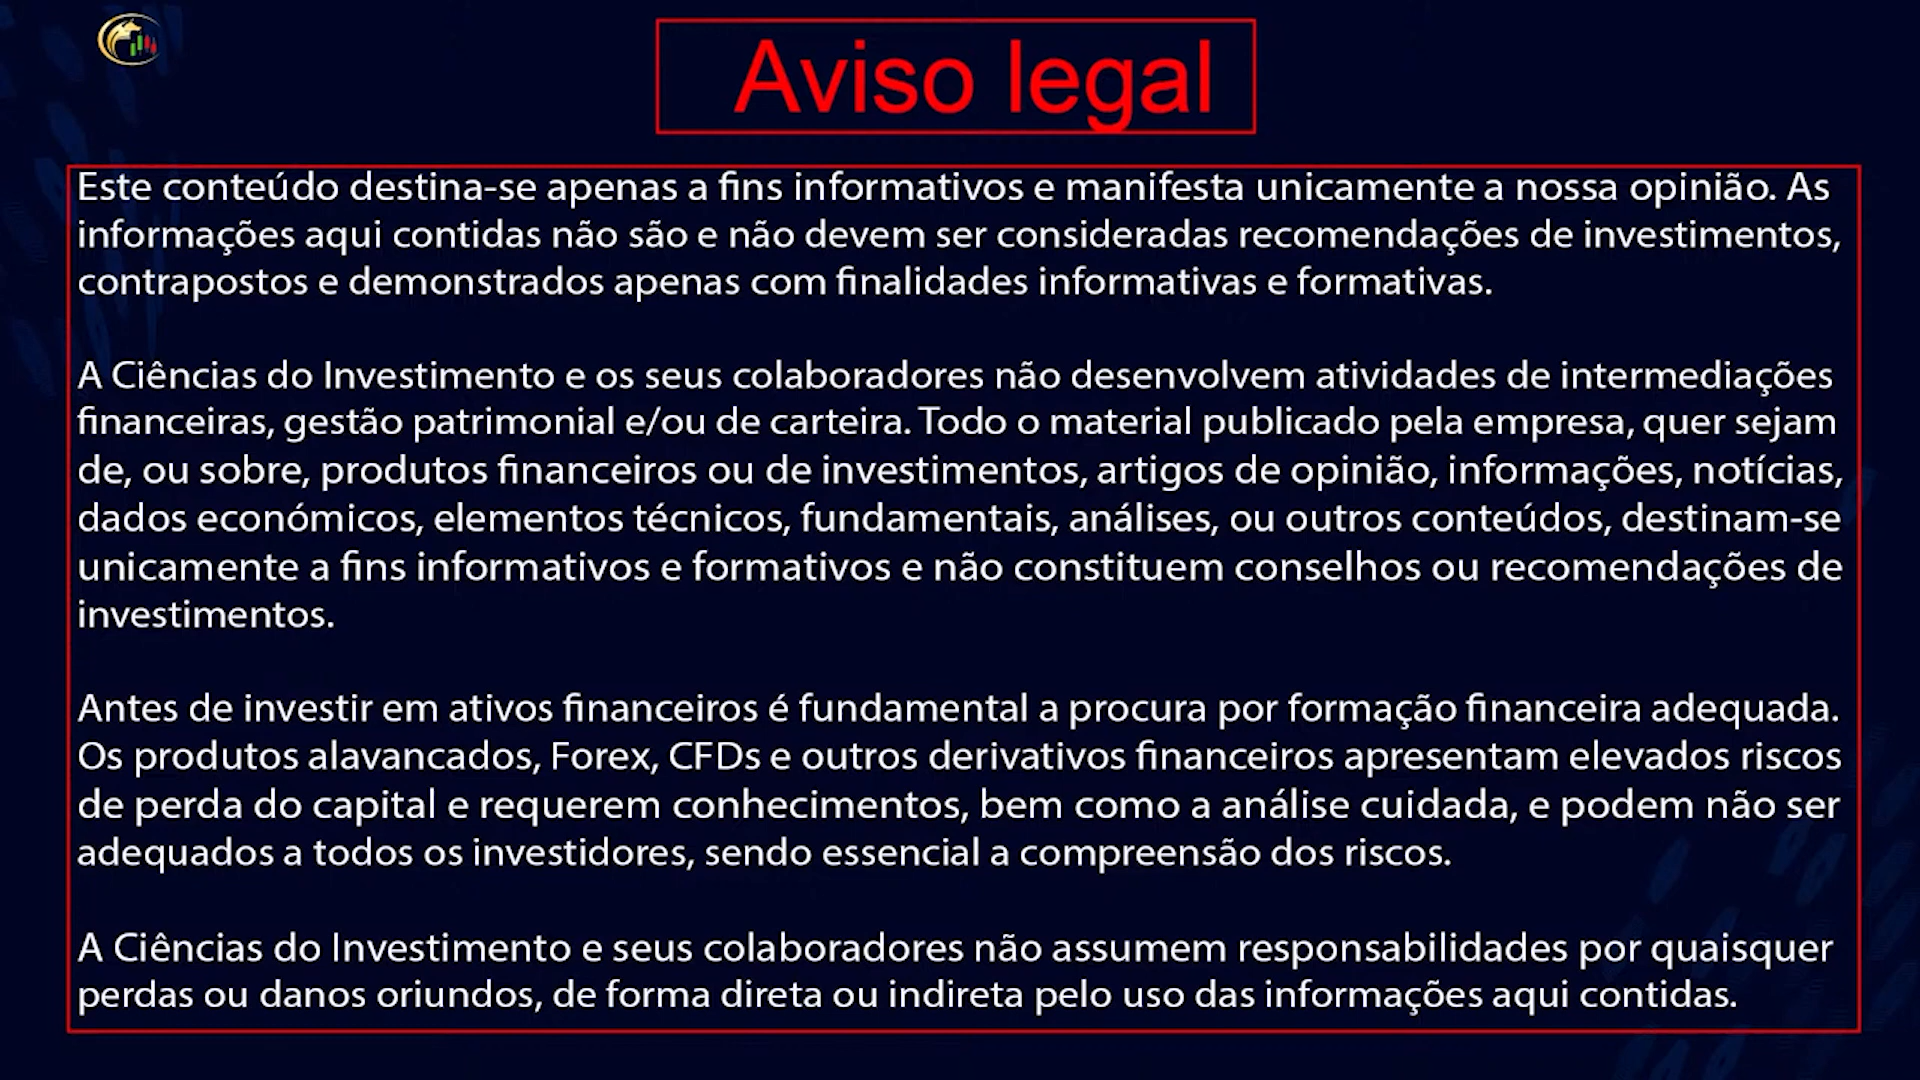 Aviso legal
Este conteúdo destina-se apenas a fins informativos e manifesta unicamente a nossa opinião. As
informações aqui contidas não são e não devem ser consideradas recomendações de investimentos,
contrapostos e demonstrados apenas com finalidades informativas e formativas.
A Ciências do Investimento e os seus colaboradores não desenvolvem atividades de intermediações
financeiras, gestão patrimonial e/ou de carteira. Todo o material publicado pela empresa, quer sejam
de, ou sobre, produtos financeiros ou de investimentos, artigos de opinião, informações, notícias,
dados económicos, elementos técnicos, fundamentais, análises, ou outros conteúdos, destinam-se
unicamente a fins informativos e formativos e não constituem conselhos ou recomendações de
investimentos.
Antes de investir em ativos financeiros é fundamental a procura por formação financeira adequada.
Os produtos alavancados, Forex, CFDs e outros derivativos financeiros apresentam elevados riscos
de perda do capital e requerem conhecimentos, bem como a análise cuidada, e podem não ser
adequados a todos os investidores, sendo essencial a compreensão dos riscos.
A Ciências do Investimento e seus colaboradores não assumem responsabilidades por quaisquer
perdas ou danos oriundos, de forma direta ou indireta pelo uso das informações aqui contidas.